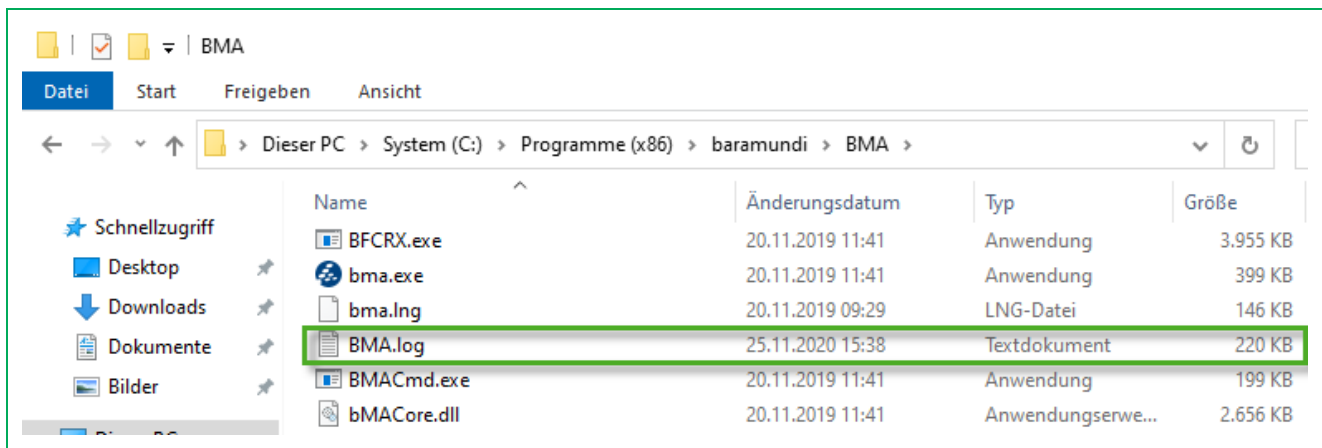 BMA
Datei Start Freigeben Ansicht
Dieser PC > System (C:) > Programme (x86) > baramundi > BMA >
Name Änderungsdatum Typ Größe
Schnellzugriff
BFCRX.exe 20.11.2019 11:41 Anwendung 3.955 KB
Desktop
bma.exe 20.11.2019 11:41 Anwendung 399 KB
Downloads
bma.lng 20.11.2019 09:29 LNG-Datei 146 KB
Dokumente
BMA.log 25.11.2020 15:38 Textdokument 220 KB
Bilder
BMACmd.exe 20.11.2019 11:41 Anwendung 199 KB
bMACore.dll 20.11.2019 11:41 Anwendungserwe... 2.656 KB